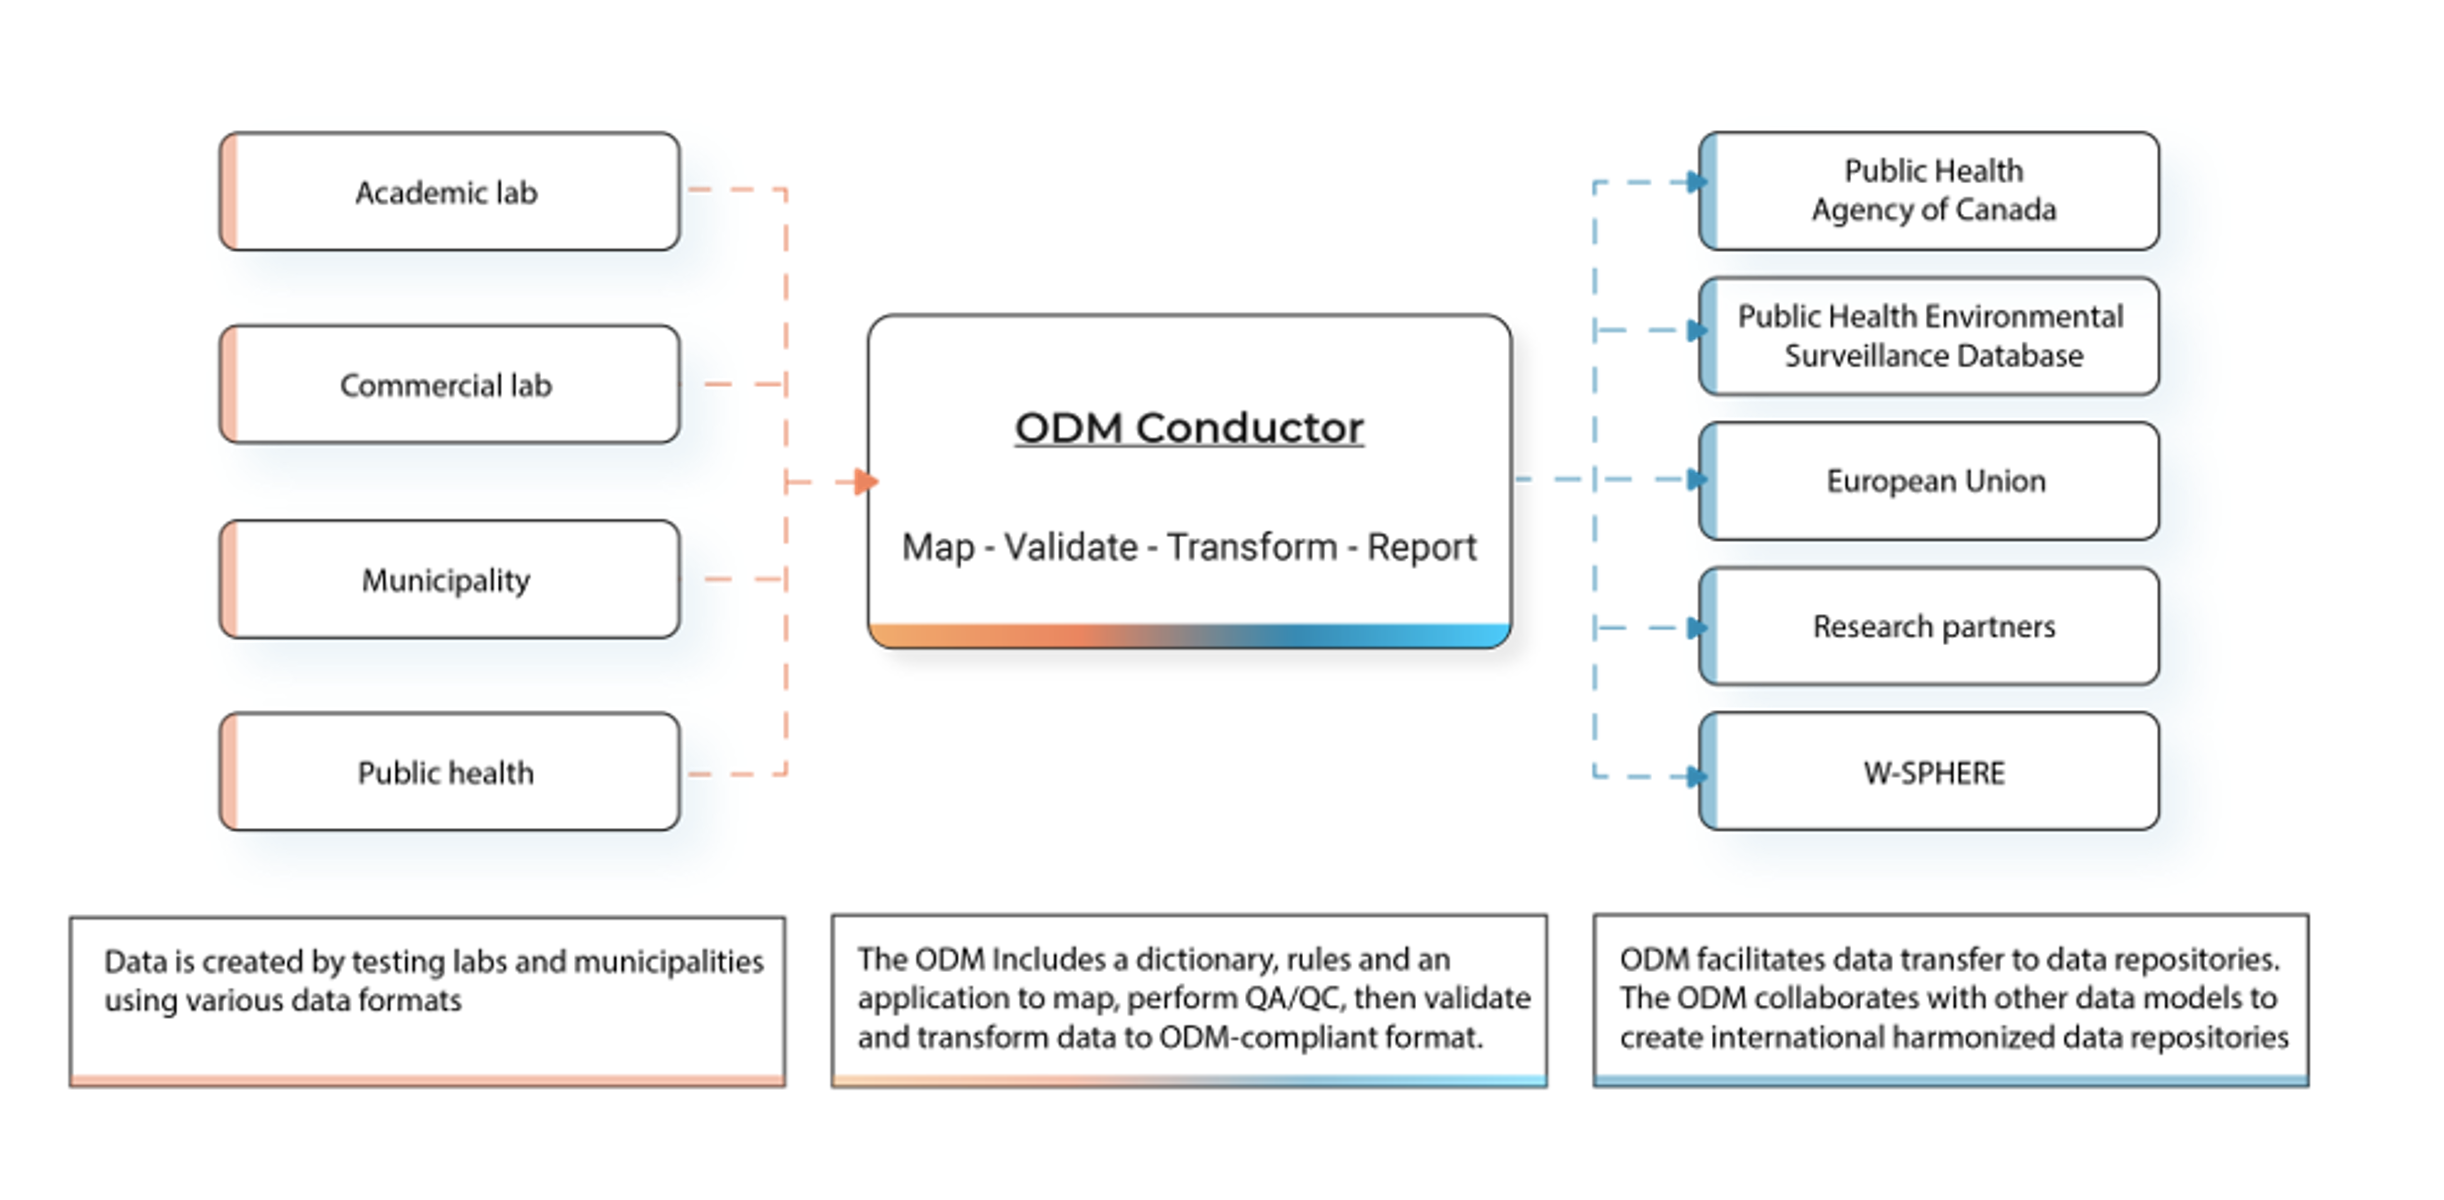 Academic lab
Commercial lab
Municipality
Public health
ODM Conductor
Map - Validate - Transform - Report
Public Health
Agency of Canada
Public Health Environmental
Surveillance Database
European Union
Research partners
W-SPHERE
Data is created by testing labs and municipalities
using various data formats
The ODM Includes a dictionary, rules and an
application to map, perform QA/QC, then validate
and transform data to ODM-compliant format.
ODM facilitates data transfer to data repositories.
The ODM collaborates with other data models to
create international harmonized data repositories